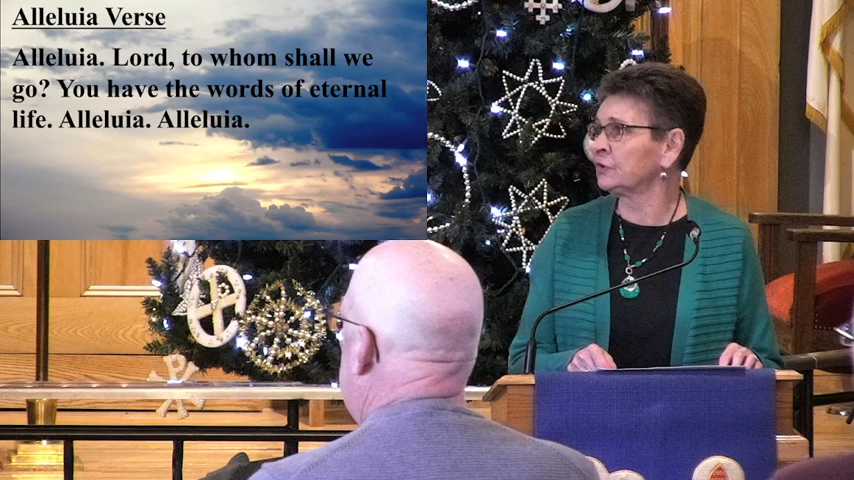 Alleluia Verse
Alleluia. Lord, to whom shall we
go? You have the words of eternal
life. Alleluia. Alleluia.